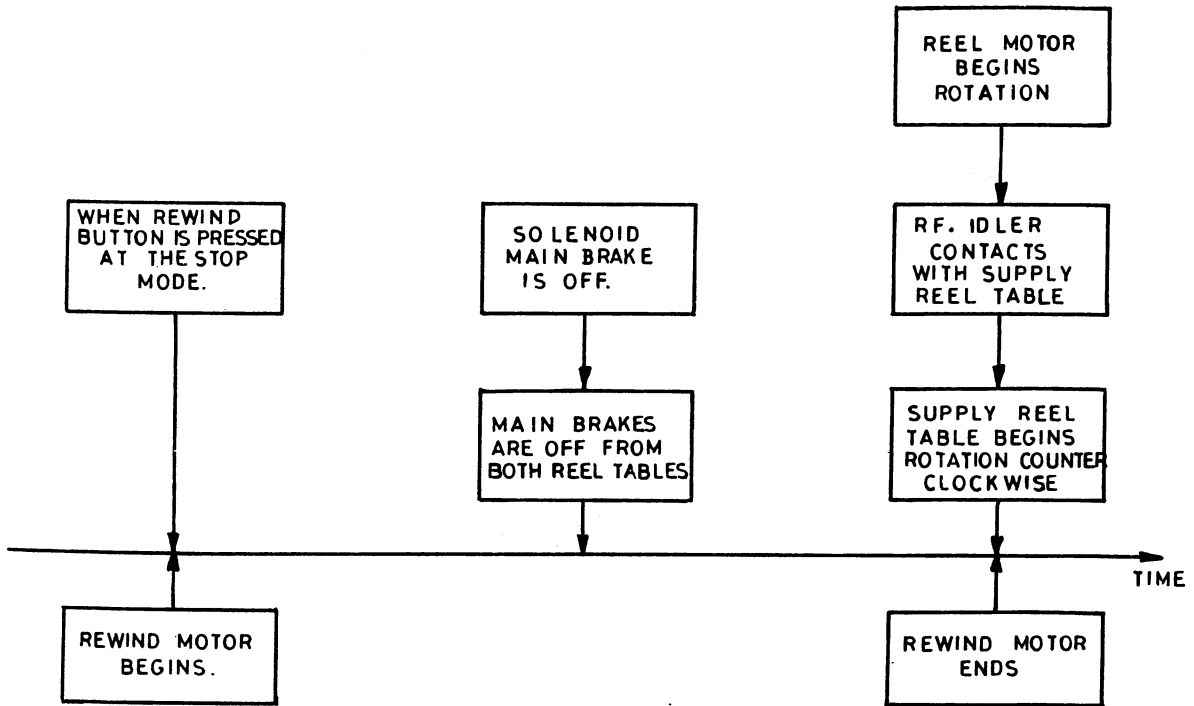 REEL MOTOR
BEGINS
ROTATION
WHEN REWIND
BUTTON IS PRESSED
AT THE STOP
MODE.
SOLENOID
MAIN BRAKE
IS OFF.
RF. IDLER
CONTACTS
WITH SUPPLY
REEL TABLE
MAIN BRAKES
ARE OFF FROM
BOTH REEL TABLES
SUPPLY REEL
TABLE BEGINS
ROTATION COUNTER
CLOCKWISE
TIME
REWIND MOTOR
BEGINS.
REWIND MOTOR
ENDS